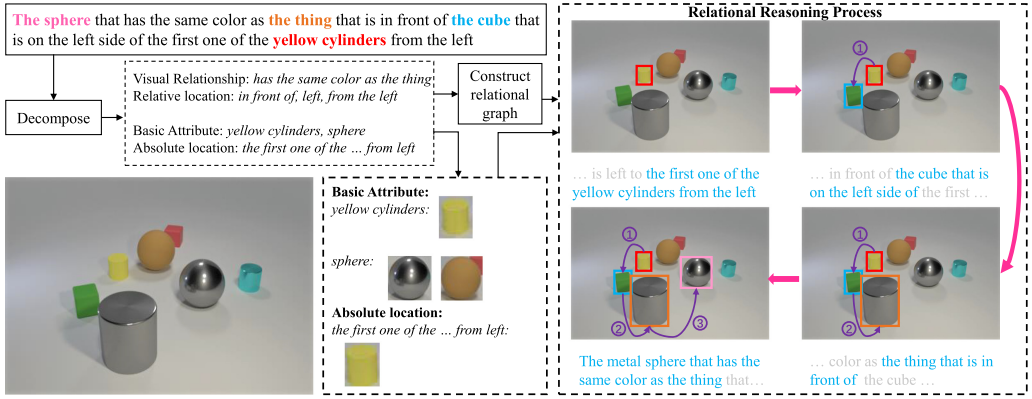 The sphere that has the same color as the thing that is in front of the cube that
is on the left side of the first one of the yellow cylinders from the left
Decompose
Visual Relationship: has the same color as the thing
Relative location: in front of, left, from the left
Basic Attribute: yellow cylinders, sphere
Absolute location: the first one of the … from left
Construct
relational
graph
Basic Attribute:
yellow cylinders:
sphere:
Absolute location:
the first one of the … from left:
Relational Reasoning Process
①
… is left to the first one of the
yellow cylinders from the left
… in front of the cube that is
on the left side of the first …
①
②
③
①
②
The metal sphere that has the
same color as the thing that…
… color as the thing that is in
front of the cube …